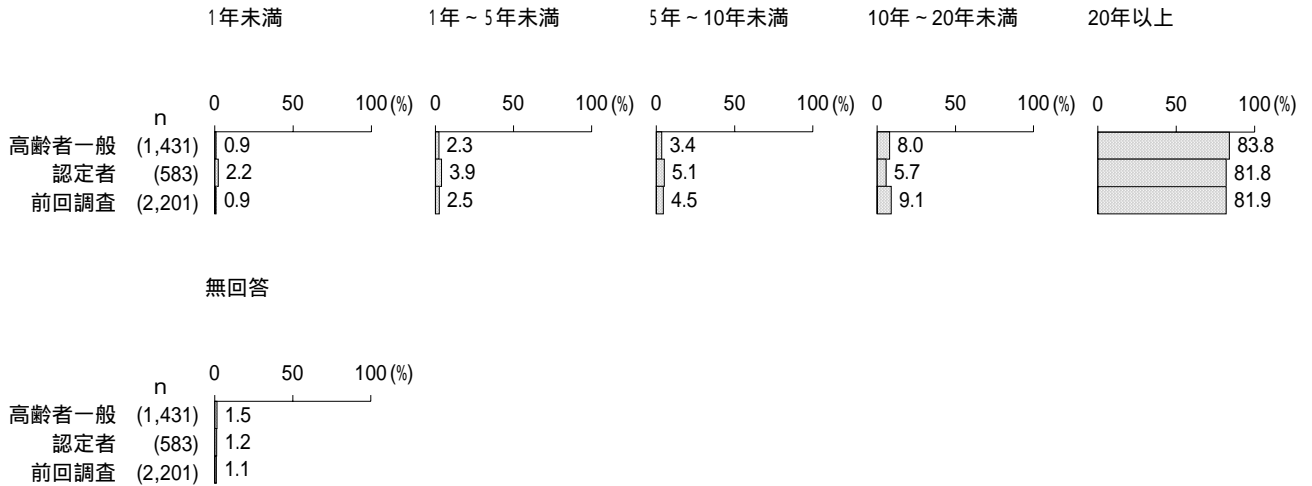 1年未満 1年~5年未満 5年~10年未満 10年~20年未満 20年以上
0 50 100(%) 0 50 100(%) 0 50 100(%) 0 50 100(%) 0 50 100(%)
n
高齢者一般 (1,431) 0.9 2.3 3.4 8.0 83.8
認定者 (583) 2.2 3.9 5.1 5.7 81.8
前回調査 (2,201) 0.9 2.5 4.5 9.1 81.9
無回答
0 50 100(%)
n
高齢者一般 (1,431) 1.5
認定者 (583) 1.2
前回調査 (2,201) 1.1